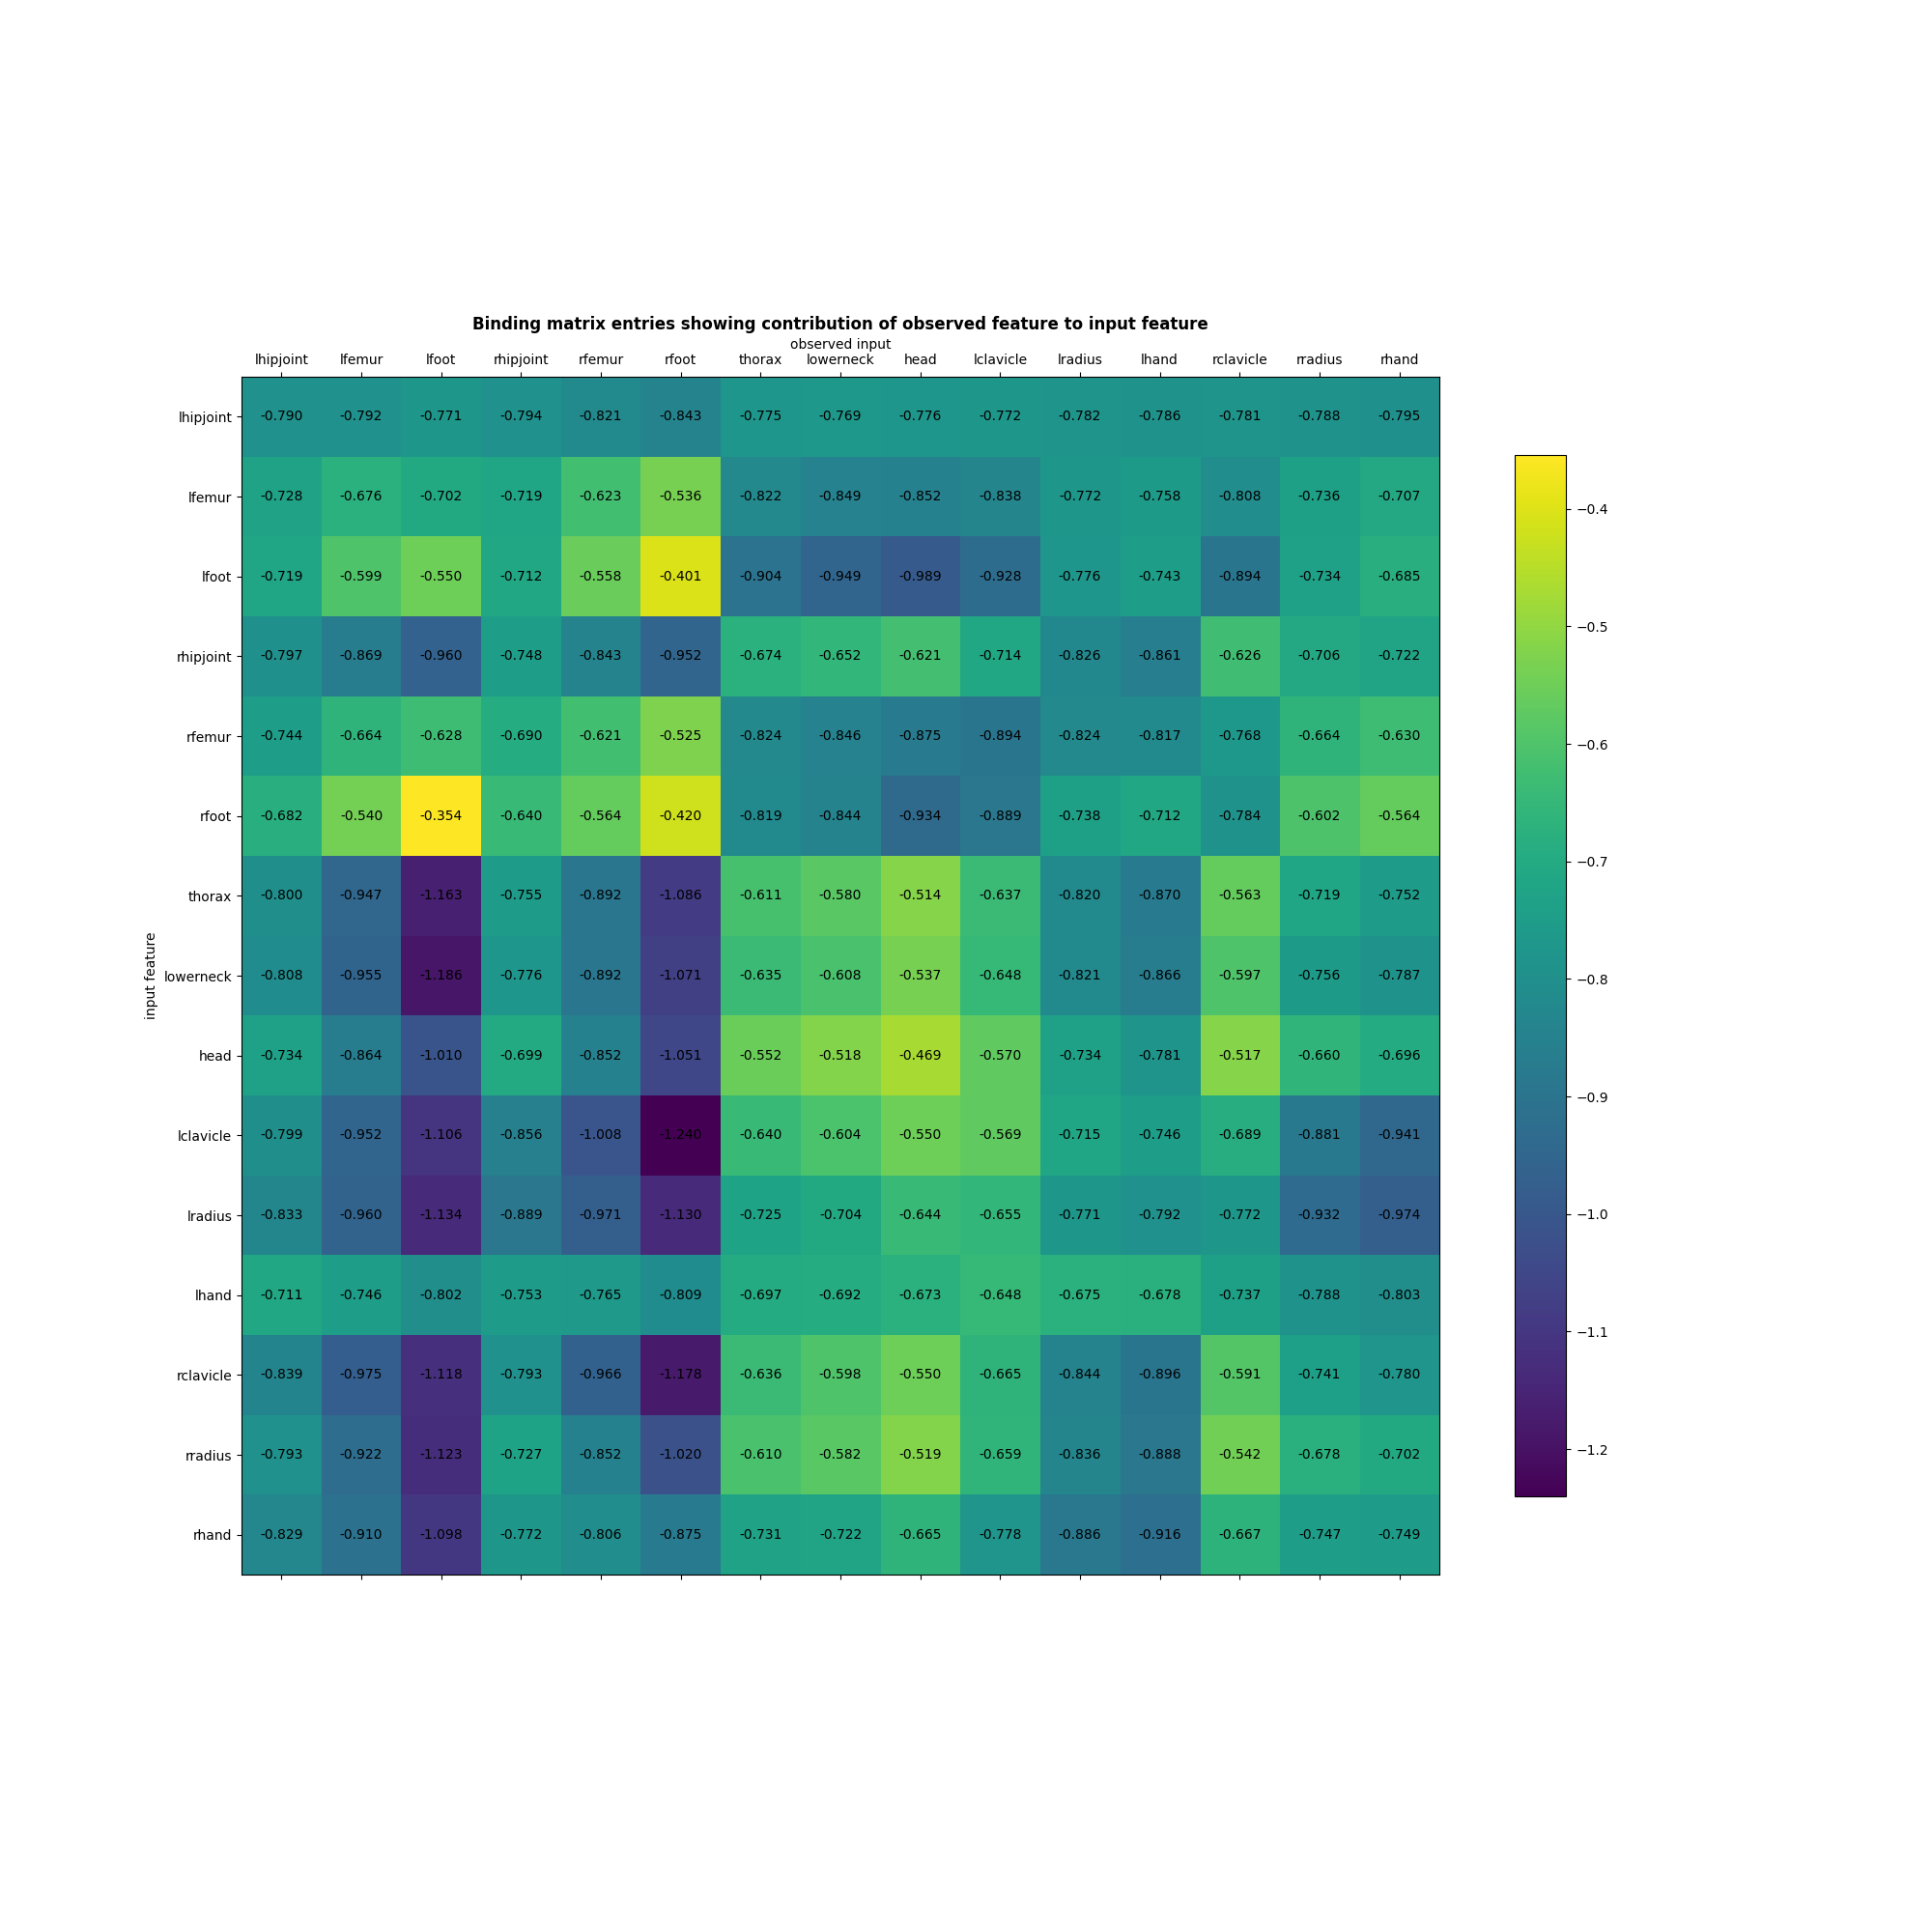 Binding matrix entries showing contribution of observed feature to input feature
observed input
lhipjoint lfemur lfoot rhipjoint rfemur rfoot thorax lowerneck head lclavicle lradius lhand rclavicle rradius rhand
lhipjoint -0.790 -0.792 -0.771 -0.794 -0.821 -0.843 -0.775 -0.769 -0.776 -0.772 -0.782 -0.786 -0.781 -0.788 -0.795
lfemur -0.728 -0.676 -0.702 -0.719 -0.623 -0.536 -0.822 -0.849 -0.852 -0.838 -0.772 -0.758 -0.808 -0.736 -0.707
lfoot -0.719 -0.599 -0.550 -0.712 -0.558 -0.401 -0.904 -0.949 -0.989 -0.928 -0.776 -0.743 -0.894 -0.734 -0.685
rhipjoint -0.797 -0.869 -0.960 -0.748 -0.843 -0.952 -0.674 -0.652 -0.621 -0.714 -0.826 -0.861 -0.626 -0.706 -0.722
rfemur -0.744 -0.664 -0.628 -0.690 -0.621 -0.525 -0.824 -0.846 -0.875 -0.894 -0.824 -0.817 -0.768 -0.664 -0.630
rfoot -0.682 -0.540 -0.354 -0.640 -0.564 -0.420 -0.819 -0.844 -0.934 -0.889 -0.738 -0.712 -0.784 -0.602 -0.564
thorax -0.800 -0.947 -1.163 -0.755 -0.892 -1.086 -0.611 -0.580 -0.514 -0.637 -0.820 -0.870 -0.563 -0.719 -0.752
lowerneck -0.808 -0.955 -1.186 -0.776 -0.892 -1.071 -0.635 -0.608 -0.537 -0.648 -0.821 -0.866 -0.597 -0.756 -0.787
head -0.734 -0.864 -1.010 -0.699 -0.852 -1.051 -0.552 -0.518 -0.469 -0.570 -0.734 -0.781 -0.517 -0.660 -0.696
lclavicle -0.799 -0.952 -1.106 -0.856 -1.008 -1.240 -0.640 -0.604 -0.550 -0.569 -0.715 -0.746 -0.689 -0.881 -0.941
lradius -0.833 -0.960 -1.134 -0.889 -0.971 -1.130 -0.725 -0.704 -0.644 -0.655 -0.771 -0.792 -0.772 -0.932 -0.974
lhand -0.711 -0.746 -0.802 -0.753 -0.765 -0.809 -0.697 -0.692 -0.673 -0.648 -0.675 -0.678 -0.737 -0.788 -0.803
rclavicle -0.839 -0.975 -1.118 -0.793 -0.966 -1.178 -0.636 -0.598 -0.550 -0.665 -0.844 -0.896 -0.591 -0.741 -0.780
rradius -0.793 -0.922 -1.123 -0.727 -0.852 -1.020 -0.610 -0.582 -0.519 -0.659 -0.836 -0.888 -0.542 -0.678 -0.702
rhand -0.829 -0.910 -1.098 -0.772 -0.806 -0.875 -0.731 -0.722 -0.665 -0.778 -0.886 -0.916 -0.667 -0.747 -0.749
input feature
−0.4
−0.5
−0.6
−0.7
−0.8
−0.9
−1.0
−1.1
−1.2